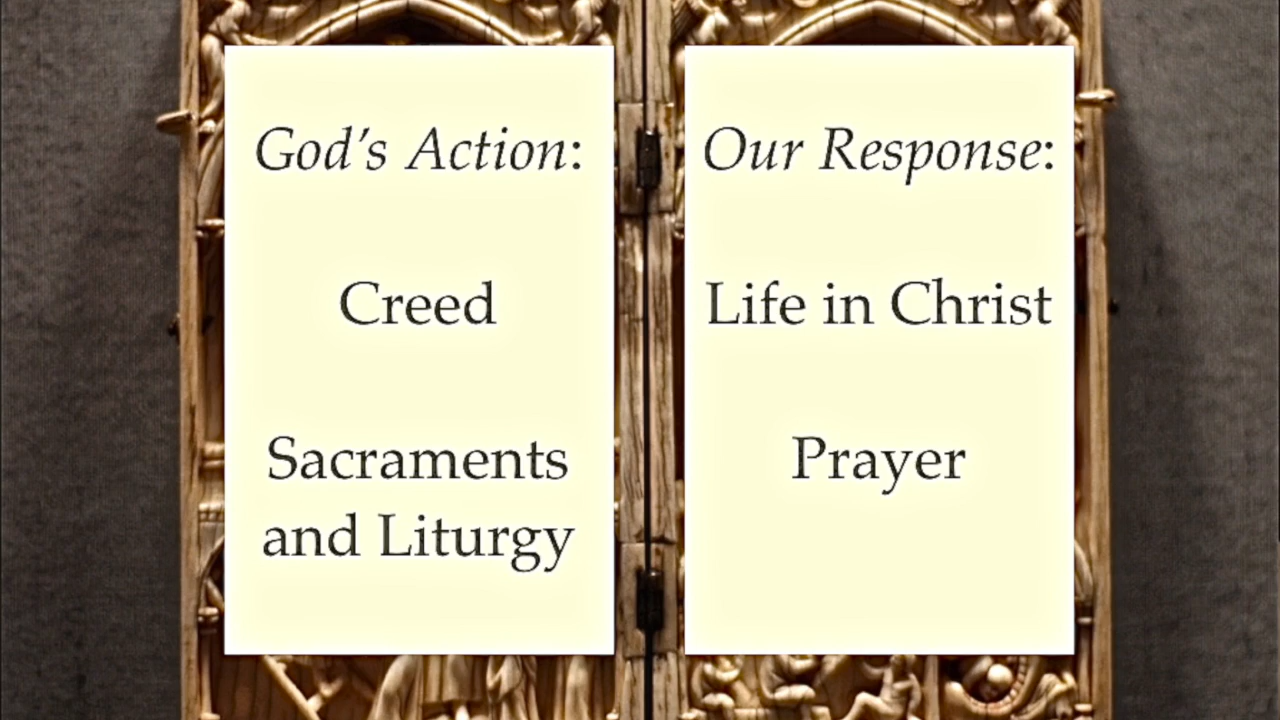 God's Action:
Creed
Sacraments
and Liturgy
Our Response:
Life in Christ
Prayer